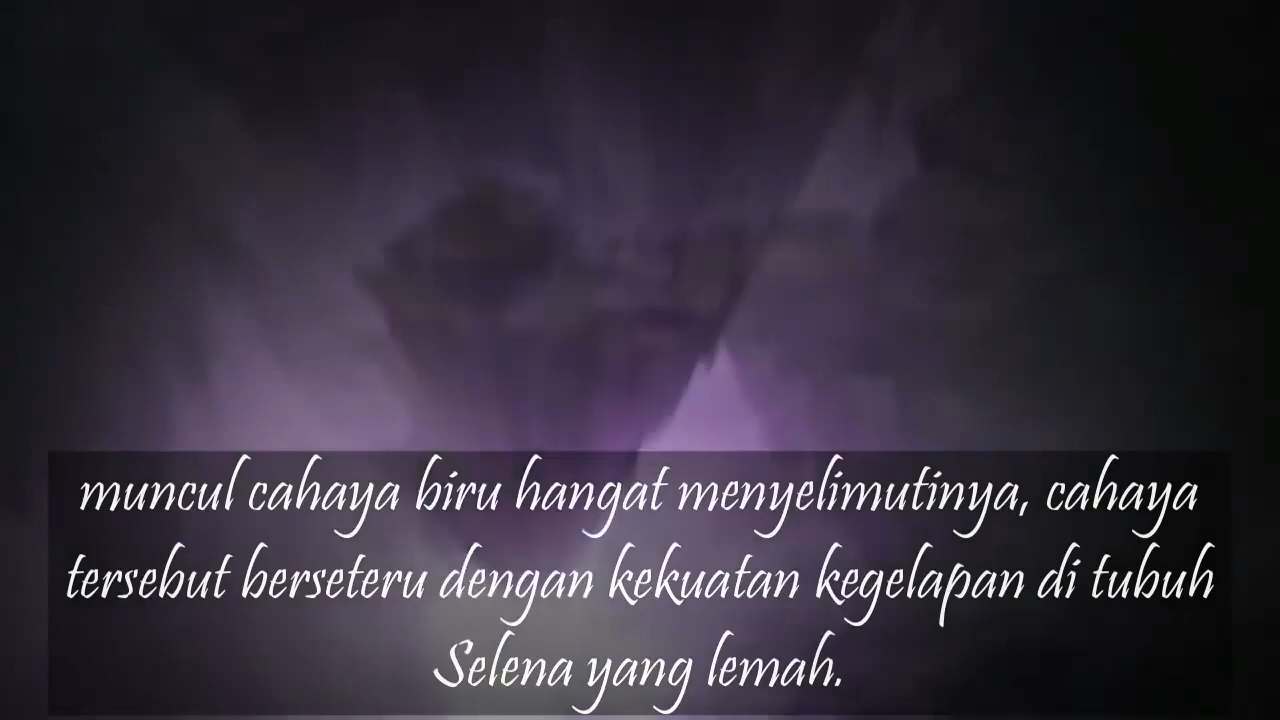 muncul cahaya biru hangat menyelimutinya, cahaya
tersebut berseteru dengan kekuatan kegelapan di tubuh
Selena yang lemah.